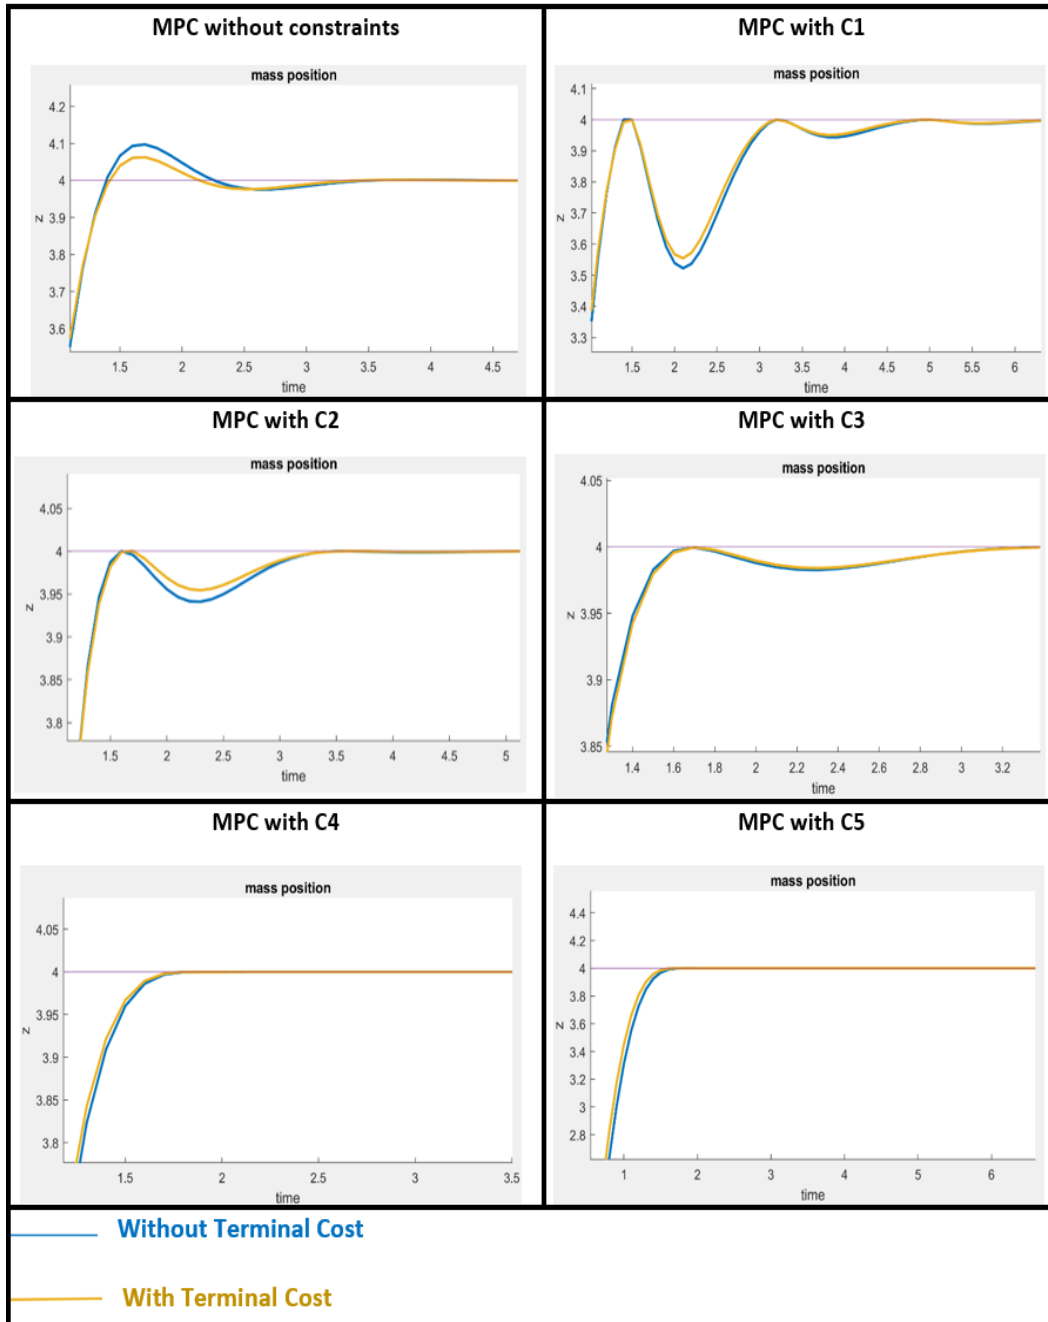 MPC without constraints
mass position
4.2
4.1
4
3.9
3.8
3.7
3.6
z
1.5 2 2.5 3 3.5 4 4.5
time
MPC with C1
mass position
4.1
4
3.9
3.8
3.7
3.6
3.5
3.4
3.3
z
1.5 2 2.5 3 3.5 4 4.5 5 5.5 6
time
MPC with C2
mass position
4.05
4
3.95
3.9
3.85
3.8
z
1.5 2 2.5 3 3.5 4 4.5 5
time
MPC with C3
mass position
4.05
4
3.95
3.9
3.85
z
1.4 1.6 1.8 2 2.2 2.4 2.6 2.8 3 3.2
time
MPC with C4
mass position
4.05
4
3.95
3.9
3.85
3.8
z
1.5 2 2.5 3 3.5
time
MPC with C5
mass position
4.4
4.2
4
3.8
3.6
3.4
3.2
3
2.8
z
1 2 3 4 5 6
time
Without Terminal Cost
With Terminal Cost